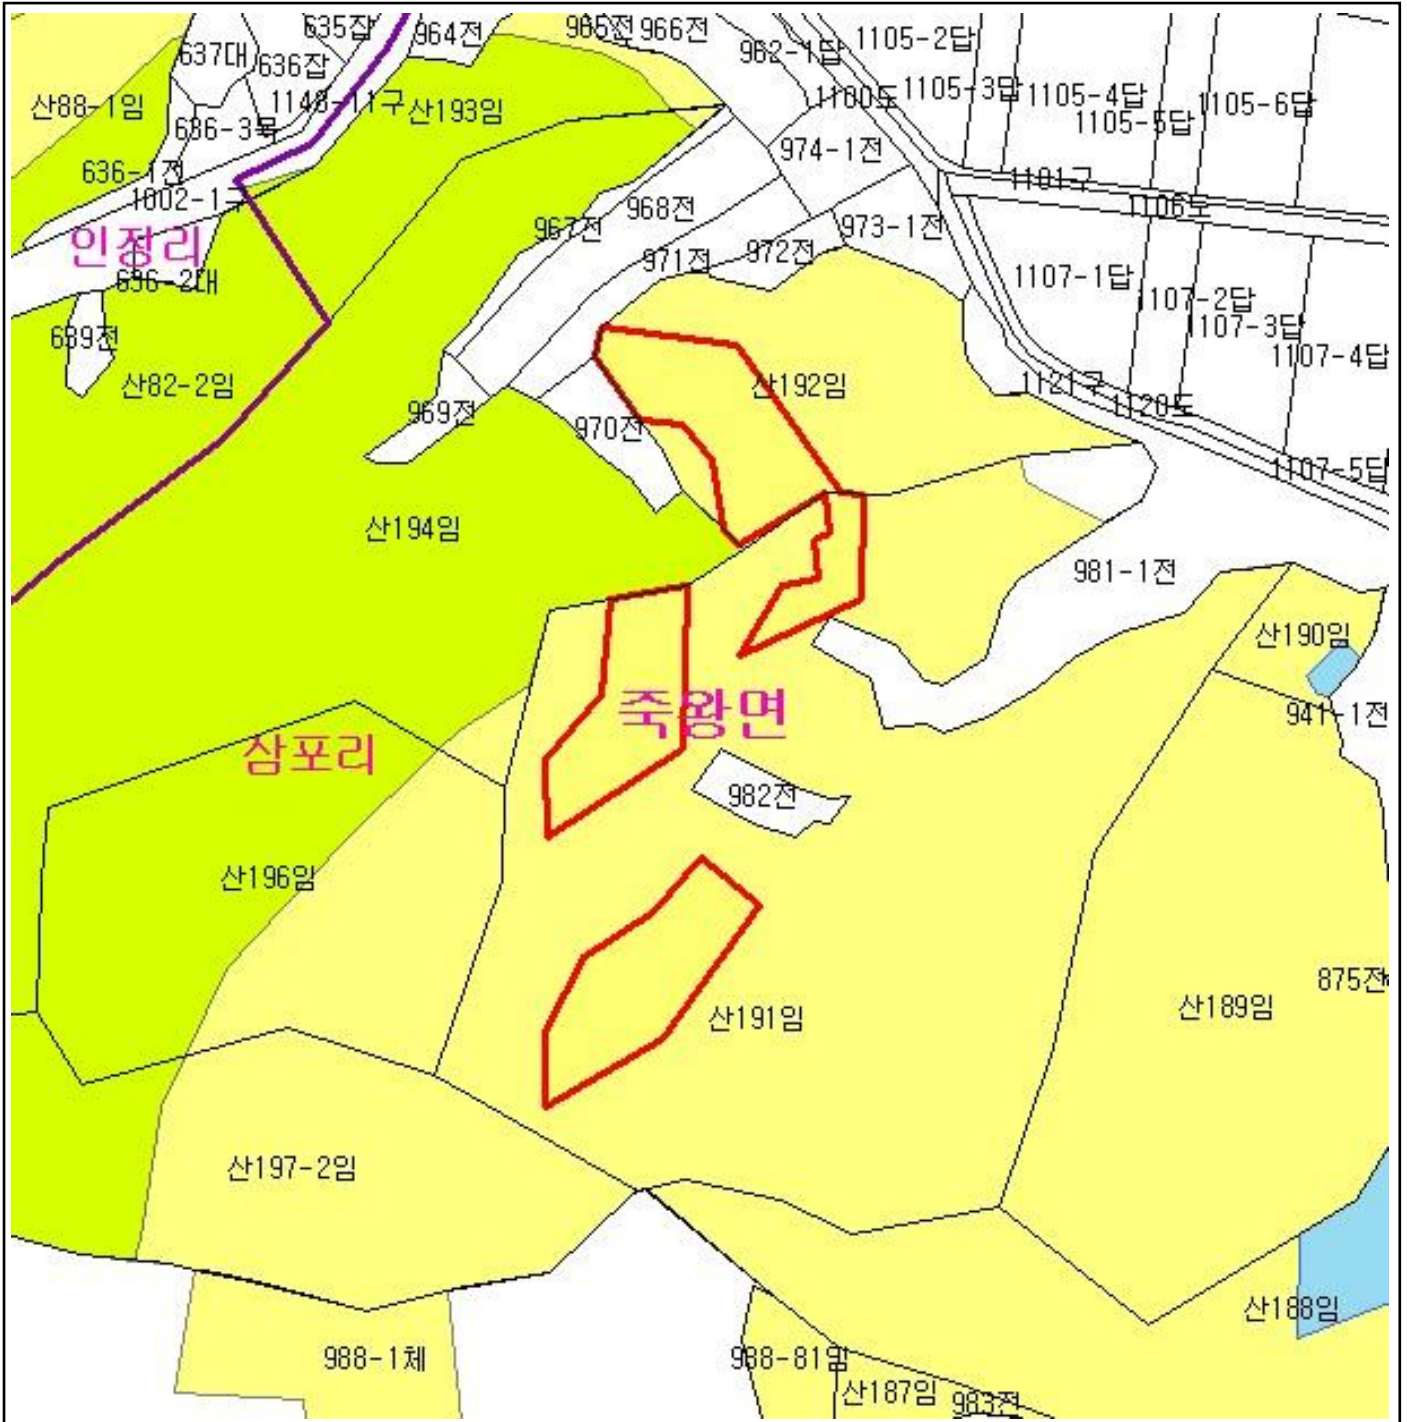 635잡
964전
965전
966전
637대
636잡
962-1답
1105-2답
산88-1임
1148-11구
산193임
1100도
1105-3답
1105-4답
1105-6답
1105-5답
974-1전
636-1전
1002-1구
1101구
1106도
인정리
967전
968전
973-1전
971전
972전
636-2대
1107-1답
1107-2답
1107-3답
639전
1107-4답
산82-2임
산192임
1121구
1120도
969전
970전
1107-5답
산194임
981-1전
산190임
941-1전
죽왕면
삼포리
982전
산196임
875전
산191임
산189임
산197-2임
산188임
988-1체
988-81임
산187임
983전